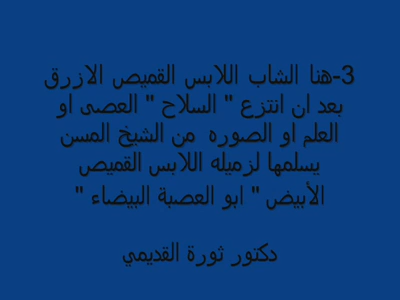 3-هنا الشاب اللابس القميص الازرق
بعد ان انتزع " السلاح " العصى او
العلم او الصوره من الشيخ المسن
يسلمها لزميله اللابس القميص
الأبيض " ابو العصبة البيضاء "
دكتور ثورة القديمي